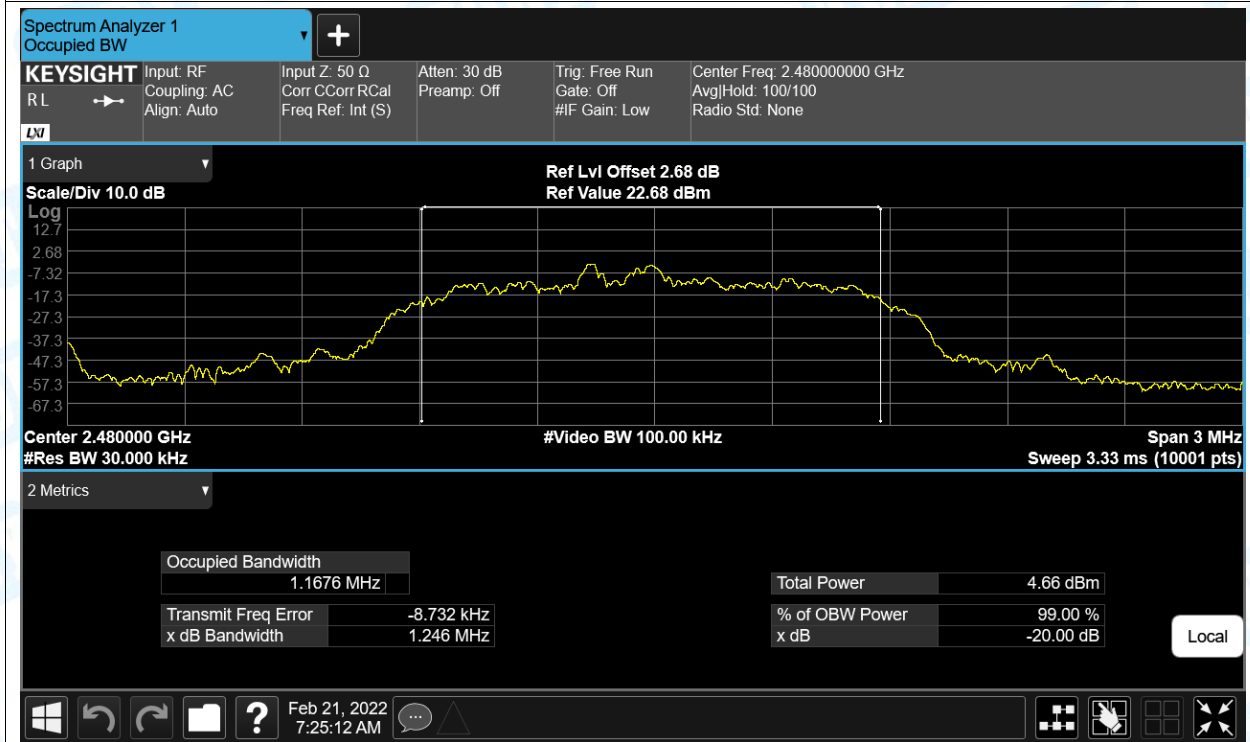 Spectrum Analyzer 1
Occupied BW
KEYSIGHT
R L
LXI
Input: RF
Coupling: AC
Align: Auto
Input Z: 50 Ω
Corr CCorr RCal
Freq Ref: Int (S)
Atten: 30 dB
Preamp: Off
Trig: Free Run
Gate: Off
#IF Gain: Low
Center Freq: 2.480000000 GHz
Avg|Hold: 100/100
Radio Std: None
1 Graph
Scale/Div 10.0 dB
Ref Lvl Offset 2.68 dB
Ref Value 22.68 dBm
Log
12.7
2.68
-7.32
-17.3
-27.3
-37.3
-47.3
-57.3
-67.3
Center 2.480000 GHz
#Res BW 30.000 kHz
#Video BW 100.00 kHz
Span 3 MHz
Sweep 3.33 ms (10001 pts)
2 Metrics
Occupied Bandwidth
1.1676 MHz
Transmit Freq Error -8.732 kHz
x dB Bandwidth 1.246 MHz
Total Power 4.66 dBm
% of OBW Power 99.00 %
x dB -20.00 dB
Local
Feb 21, 2022
7:25:12 AM